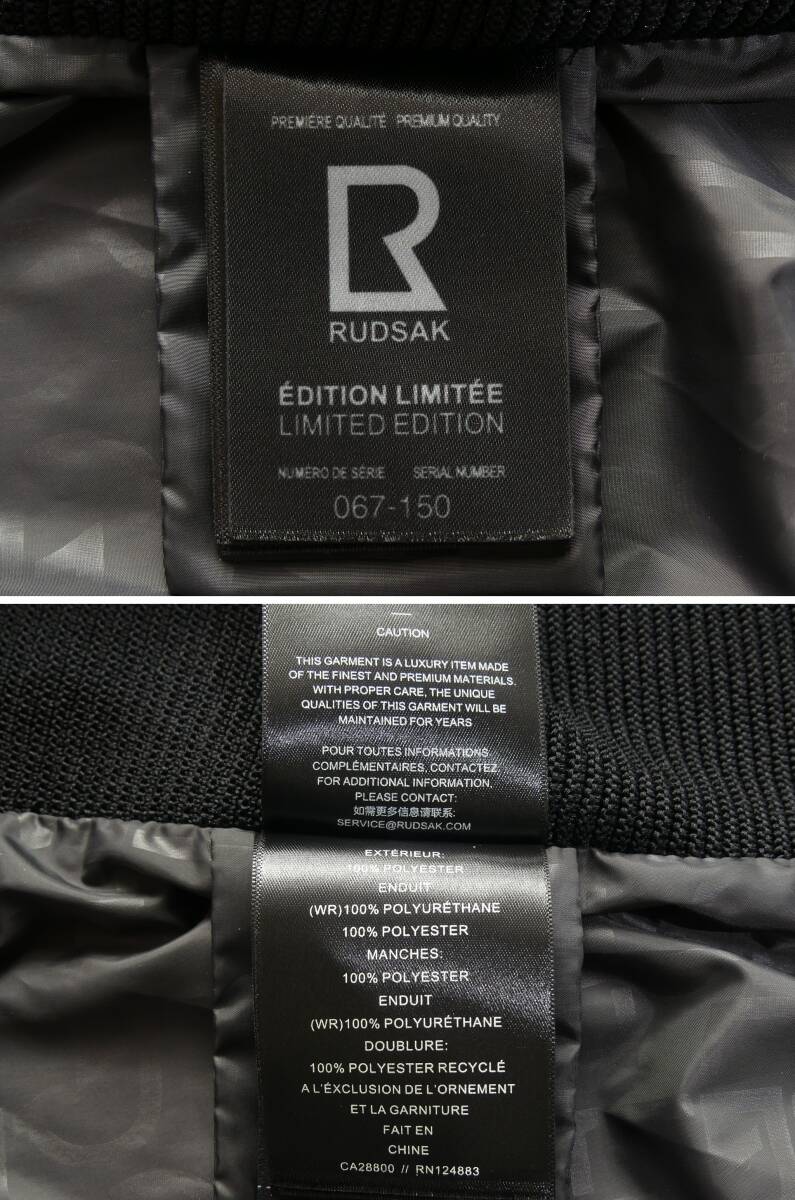 PREMIÈRE QUALITÉ PREMIUM QUALITY
R
RUDSAK
ÉDITION LIMITÉE
LIMITED EDITION
NUMÉRO DE SÉRIE SERIAL NUMBER
067-150
CAUTION
THIS GARMENT IS A LUXURY ITEM MADE
OF THE FINEST AND PREMIUM MATERIALS.
WITH PROPER CARE, THE UNIQUE
QUALITIES OF THIS GARMENT WILL BE
MAINTAINED FOR YEARS
POUR TOUTES INFORMATIONS
COMPLÉMENTAIRES, CONTACTEZ
FOR ADDITIONAL INFORMATION,
PLEASE CONTACT:
如需更多信息请联系:
SERVICE@RUDSAK.COM
EXTÉRIEUR:
100% POLYESTER
ENDUIT
(WR)100% POLYURÉTHANE
100% POLYESTER
MANCHES:
100% POLYESTER
ENDUIT
(WR)100% POLYURÉTHANE
DOUBLURE:
100% POLYESTER RECYCLÉ
A L'ÉXCLUSION DE L'ORNEMENT
ET LA GARNITURE
FAIT EN
CHINE
CA28800 // RN124883